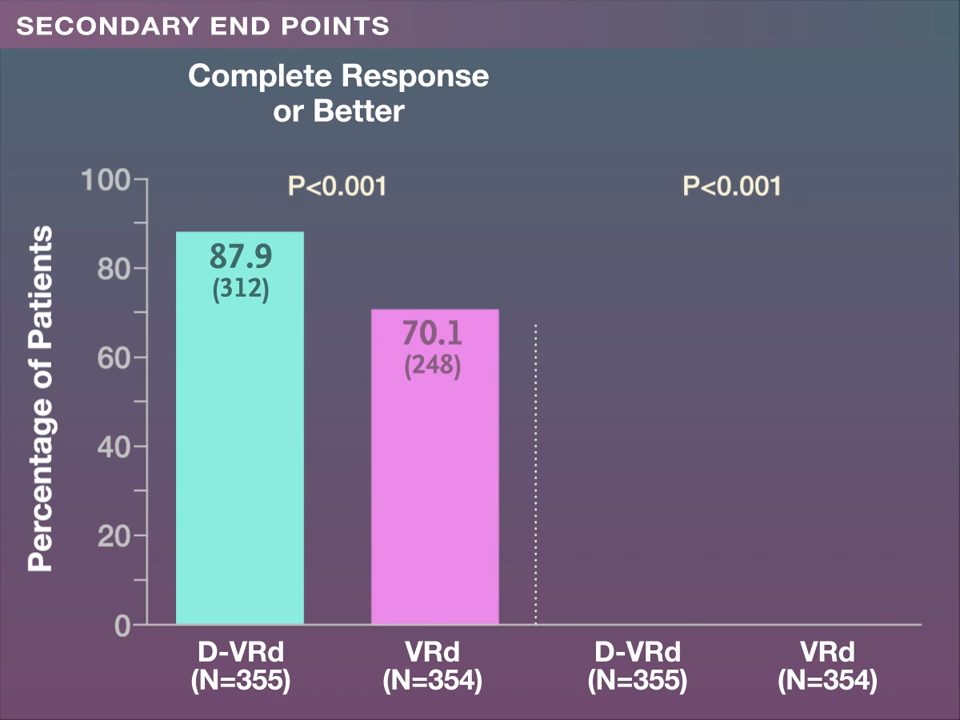 SECONDARY END POINTS
Complete Response
or Better
P<0.001
P<0.001
Percentage of Patients
100
80
60
40
20
0
87.9
(312)
70.1
(248)
D-VRd
(N=355)
VRd
(N=354)
D-VRd
(N=355)
VRd
(N=354)